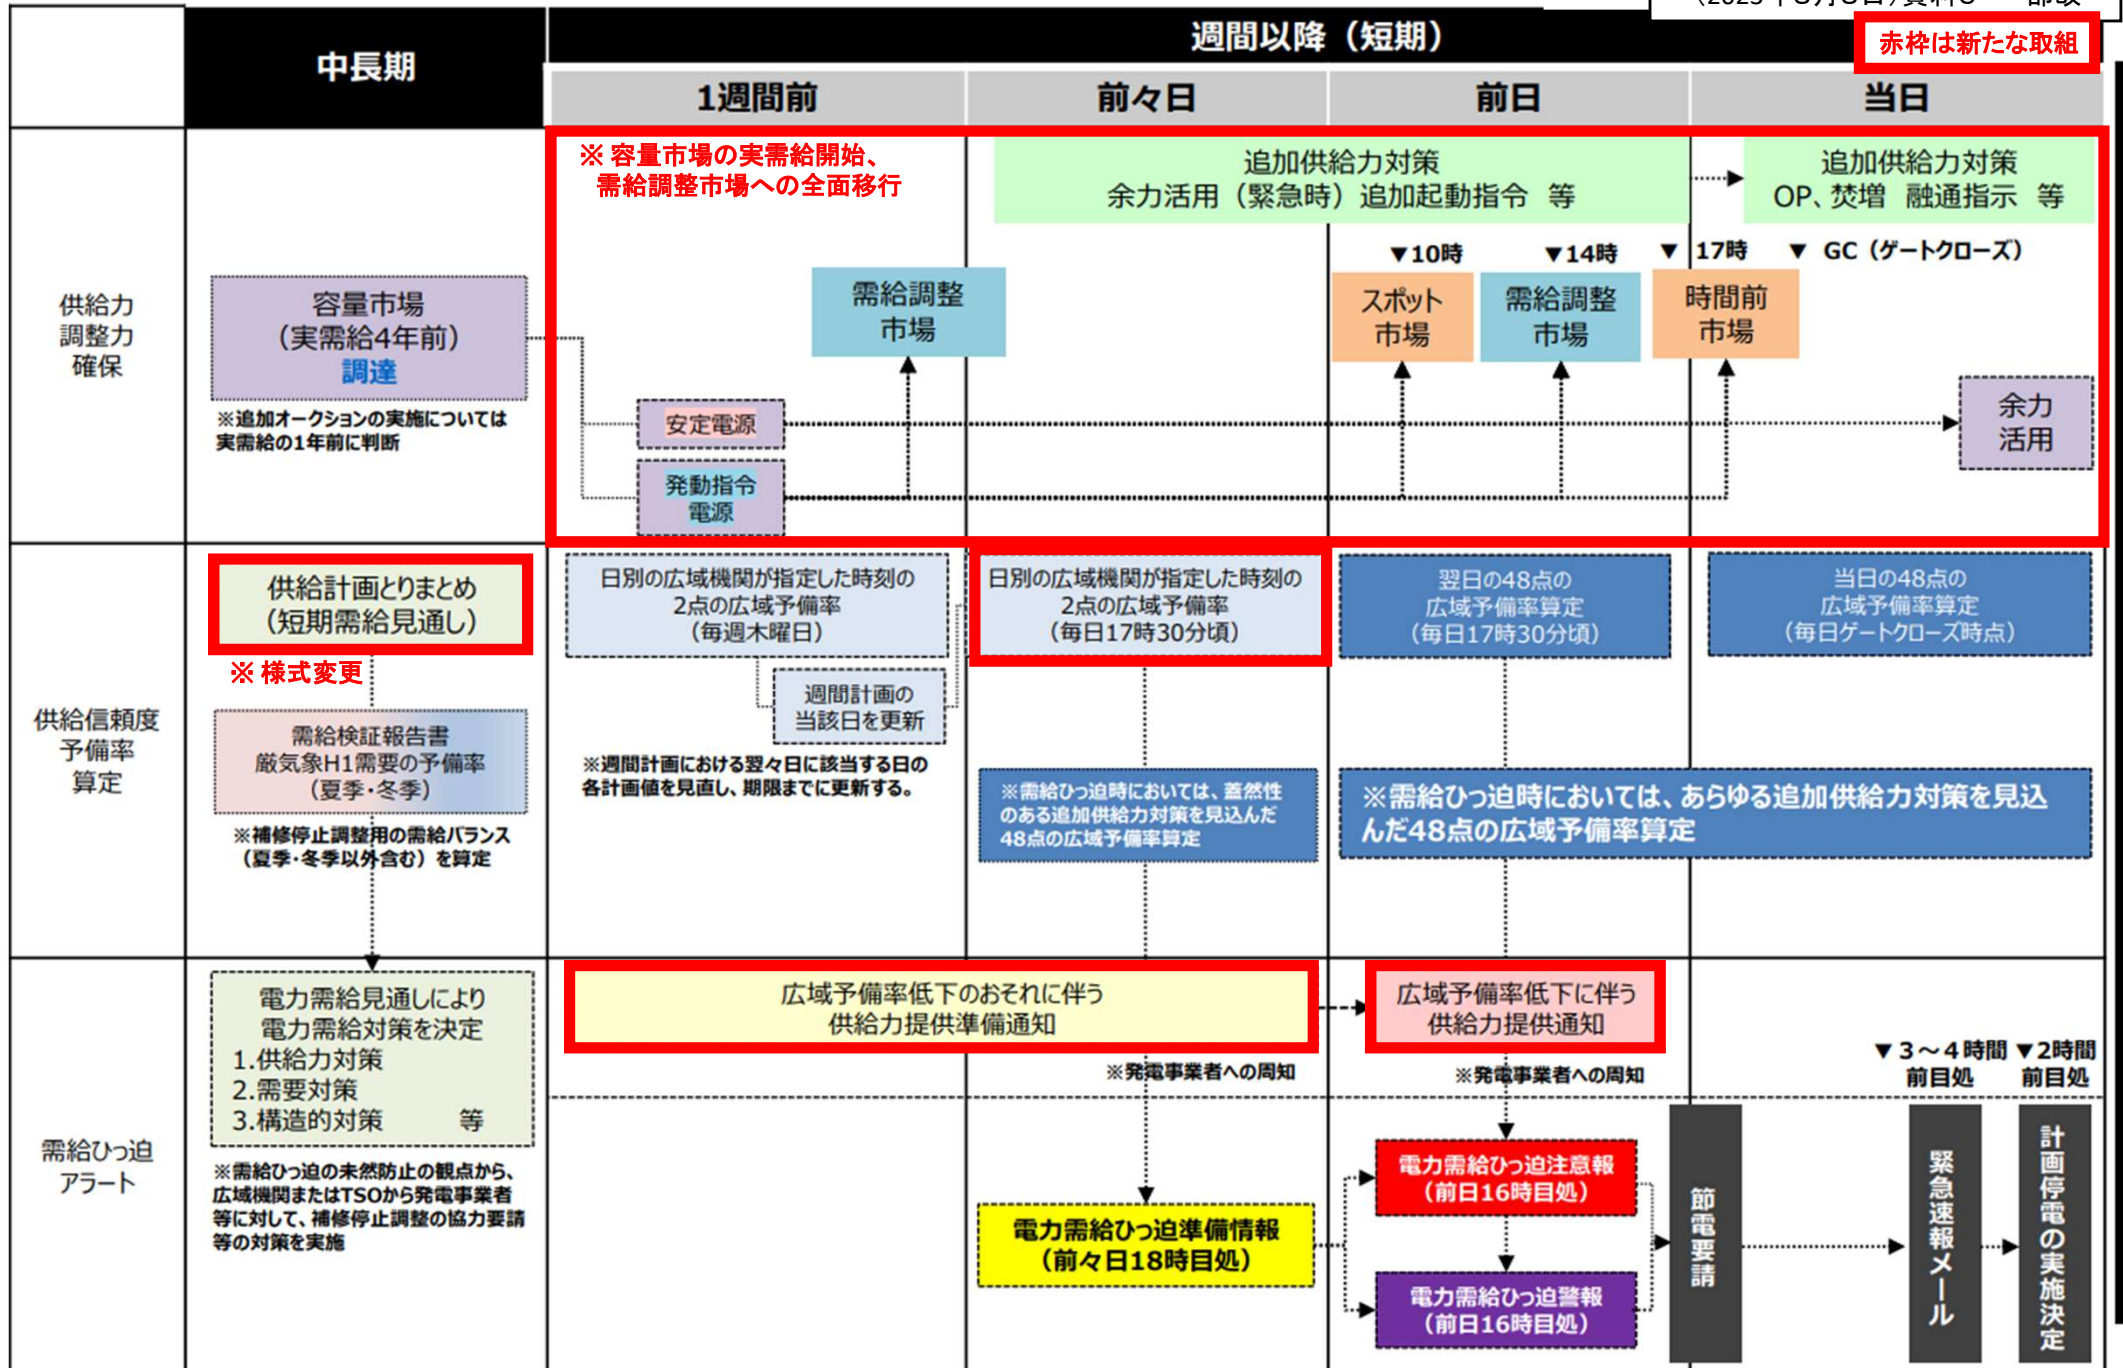 週間以降（短期）
赤枠は新たな取組
中長期
1週間前
前々日
前日
当日
供給力
調整力
確保
容量市場
（実需給4年前）
調達
※追加オークションの実施については
実需給の1年前に判断
※ 容量市場の実需給開始、
需給調整市場への全面移行
追加供給力対策
余力活用（緊急時）追加起動指令　等
追加供給力対策
OP、焚増　融通指示　等
▼10時
▼14時
▼ 17時
▼ GC（ゲートクローズ）
需給調整
市場
スポット
市場
需給調整
市場
時間前
市場
安定電源
発動指令
電源
余力
活用
供給信頼度
予備率
算定
供給計画とりまとめ
（短期需給見通し）
※ 様式変更
需給検証報告書
厳気象H1需要の予備率
（夏季・冬季）
※補修停止調整用の需給バランス
（夏季・冬季以外含む）を算定
日別の広域機関が指定した時刻の
2点の広域予備率
（毎週木曜日）
週間計画の
当該日を更新
※週間計画における翌々日に該当する日の
各計画値を見直し、期限までに更新する。
日別の広域機関が指定した時刻の
2点の広域予備率
（毎日17時30分頃）
翌日の48点の
広域予備率算定
（毎日17時30分頃）
当日の48点の
広域予備率算定
（毎日ゲートクローズ時点）
※需給ひっ迫時においては、蓋然性
のある追加供給力対策を見込んだ
48点の広域予備率算定
※需給ひっ迫時においては、あらゆる追加供給力対策を見込
んだ48点の広域予備率算定
需給ひっ迫
アラート
電力需給見通しにより
電力需給対策を決定
1.供給力対策
2.需要対策
3.構造的対策　　等
※需給ひっ迫の未然防止の観点から、
広域機関またはTSOから発電事業者
等に対して、補修停止調整の協力要請
等の対策を実施
広域予備率低下のおそれに伴う
供給力提供準備通知
※発電事業者への周知
広域予備率低下に伴う
供給力提供通知
※発電事業者への周知
▼３～４時間
前目処
▼2時間
前目処
電力需給ひっ迫準備情報
（前々日18時目処）
電力需給ひっ迫注意報
（前日16時目処）
電力需給ひっ迫警報
（前日16時目処）
節電要請
緊急速報メール
計画停電の実施決定